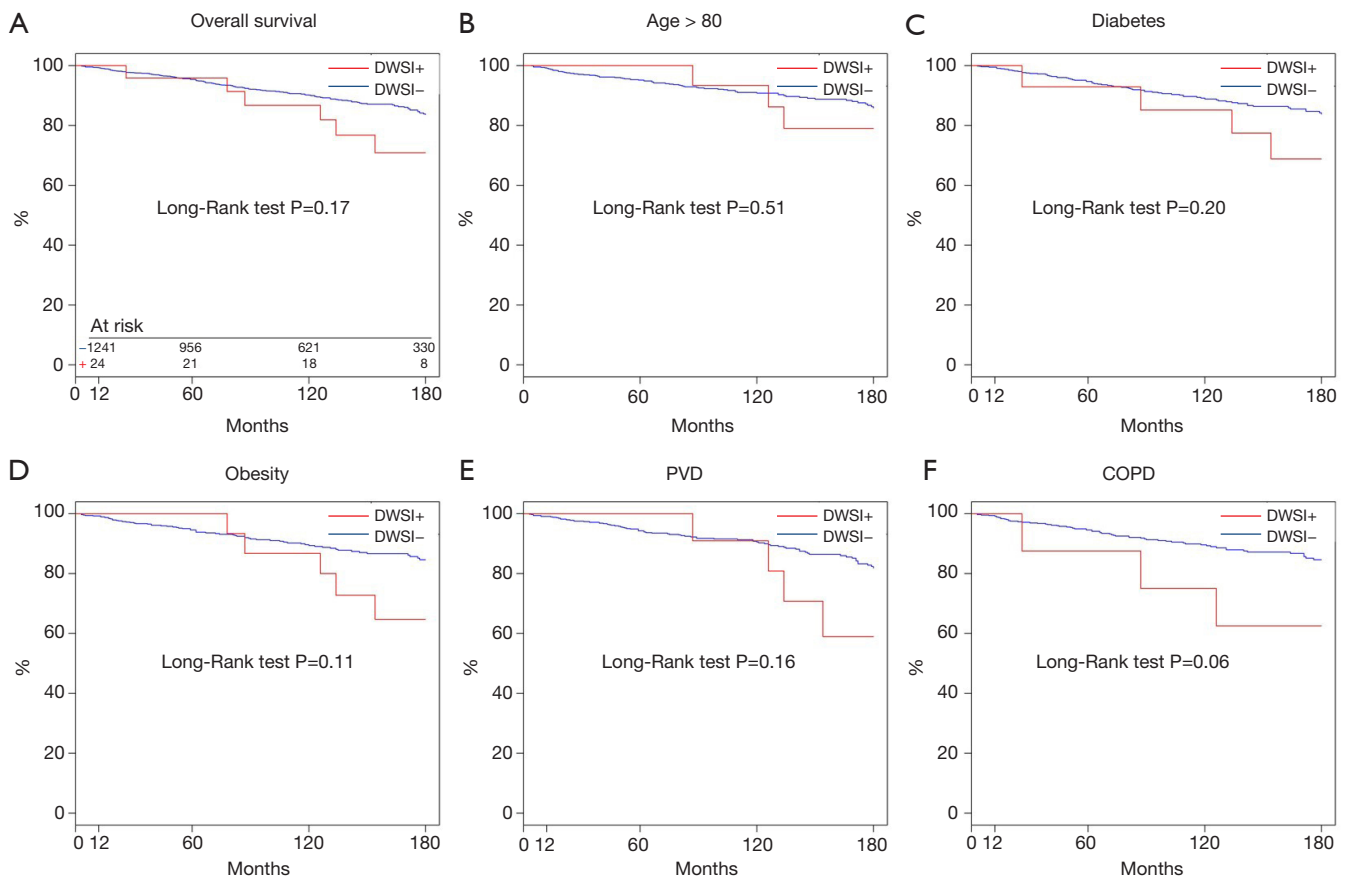 A
Overall survival
100
80
60
40
20
0
%
DWSI+
DWSI−
Long-Rank test P=0.17
At risk
−1241 956 621 330
+ 24 21 18 8
0 12 60 120 180
Months
B
Age > 80
100
80
60
40
20
0
%
DWSI+
DWSI−
Long-Rank test P=0.51
0 12 60 120 180
Months
C
Diabetes
100
80
60
40
20
0
%
DWSI+
DWSI−
Long-Rank test P=0.20
0 12 60 120 180
Months
D
Obesity
100
80
60
40
20
0
%
DWSI+
DWSI−
Long-Rank test P=0.11
0 12 60 120 180
Months
E
PVD
100
80
60
40
20
0
%
DWSI+
DWSI−
Long-Rank test P=0.16
0 12 60 120 180
Months
F
COPD
100
80
60
40
20
0
%
DWSI+
DWSI−
Long-Rank test P=0.06
0 12 60 120 180
Months